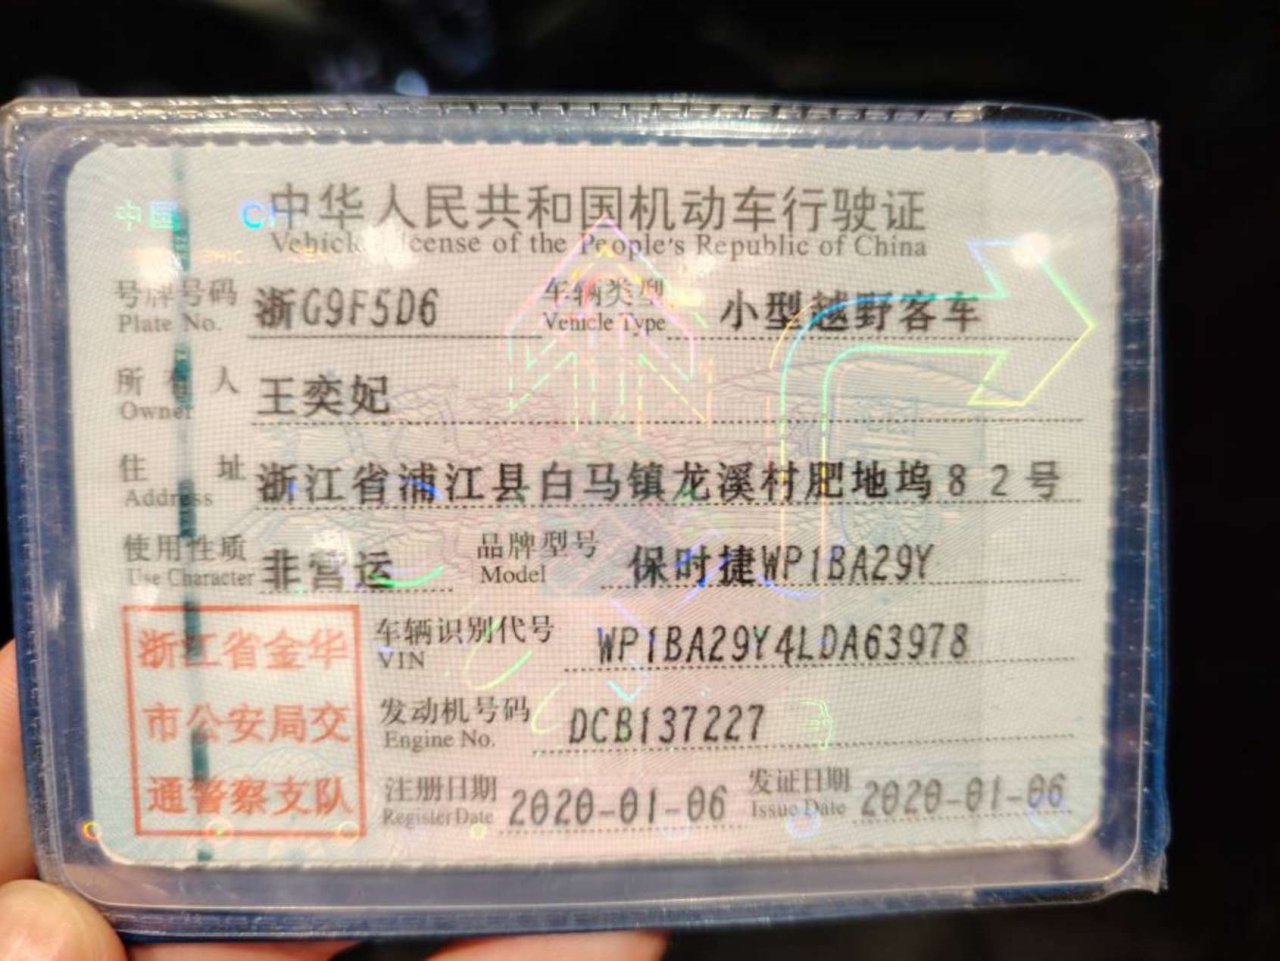 中国 CHI
中华人民共和国机动车行驶证
Vehicle License of the People's Republic of China
号牌号码 浙G9F5D6 车辆类型 小型越野客车
Plate No. Vehicle Type
所有人 王奕妃
Owner
住址 浙江省浦江县白马镇龙溪村肥地坞82号
Address
使用性质 非营运 品牌型号 保时捷WP1BA29Y
Use Character Model
车辆识别代号 WP1BA29Y4LDA63978
VIN
发动机号码 DCB137227
Engine No.
注册日期 2020-01-06 发证日期 2020-01-06
Register Date Issue Date
浙江省金华
市公安局交
通警察支队